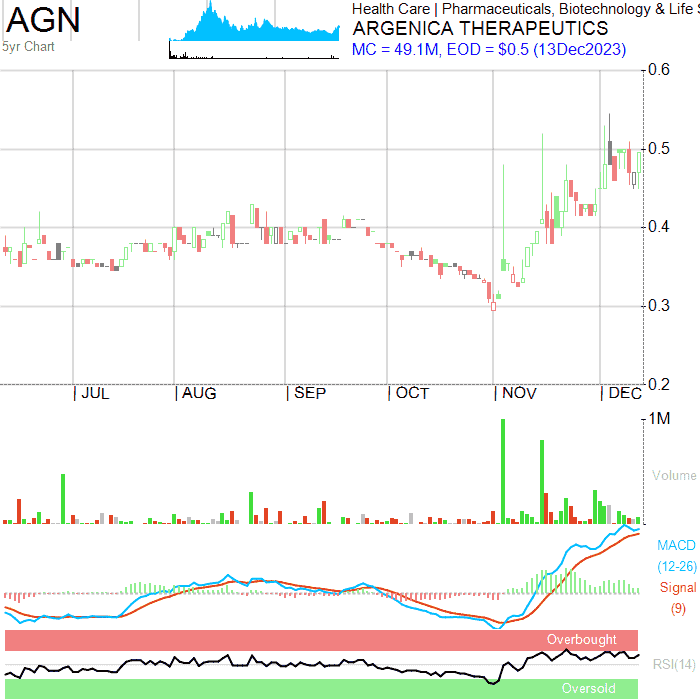 AGN
5yr Chart
Health Care | Pharmaceuticals, Biotechnology & Life S
ARGENICA THERAPEUTICS
MC = 49.1M, EOD = $0.5 (13Dec2023)
0.6
0.5
0.4
0.3
0.2
| JUL | AUG | SEP | OCT | NOV | DEC
1M
Volume
MACD
(12-26)
Signal
(9)
Overbought
RSI(14)
Oversold